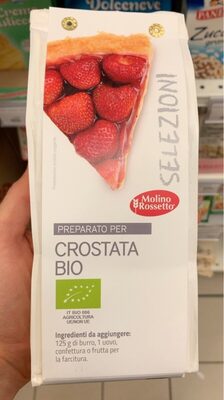 Dolceneve
SELEZIONI
Molino
Rossetto
PREPARATO PER
CROSTATA
BIO
IT BIO 006
AGRICOLTURA
UE/NON UE
Ingredienti da aggiungere:
125 g di burro, 1 uovo,
confettura o frutta per
la farcitura.